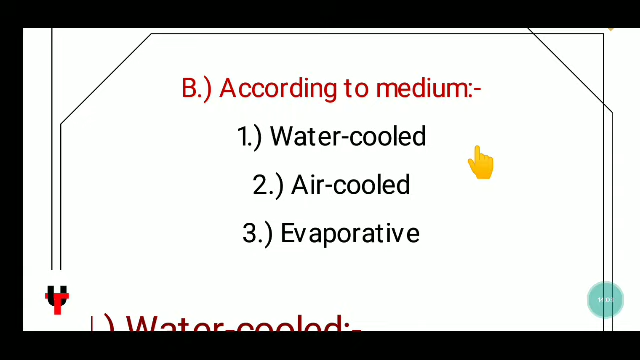 B.) According to medium:-
1.) Water-cooled
2.) Air-cooled
3.) Evaporative
) Water-cooled:-